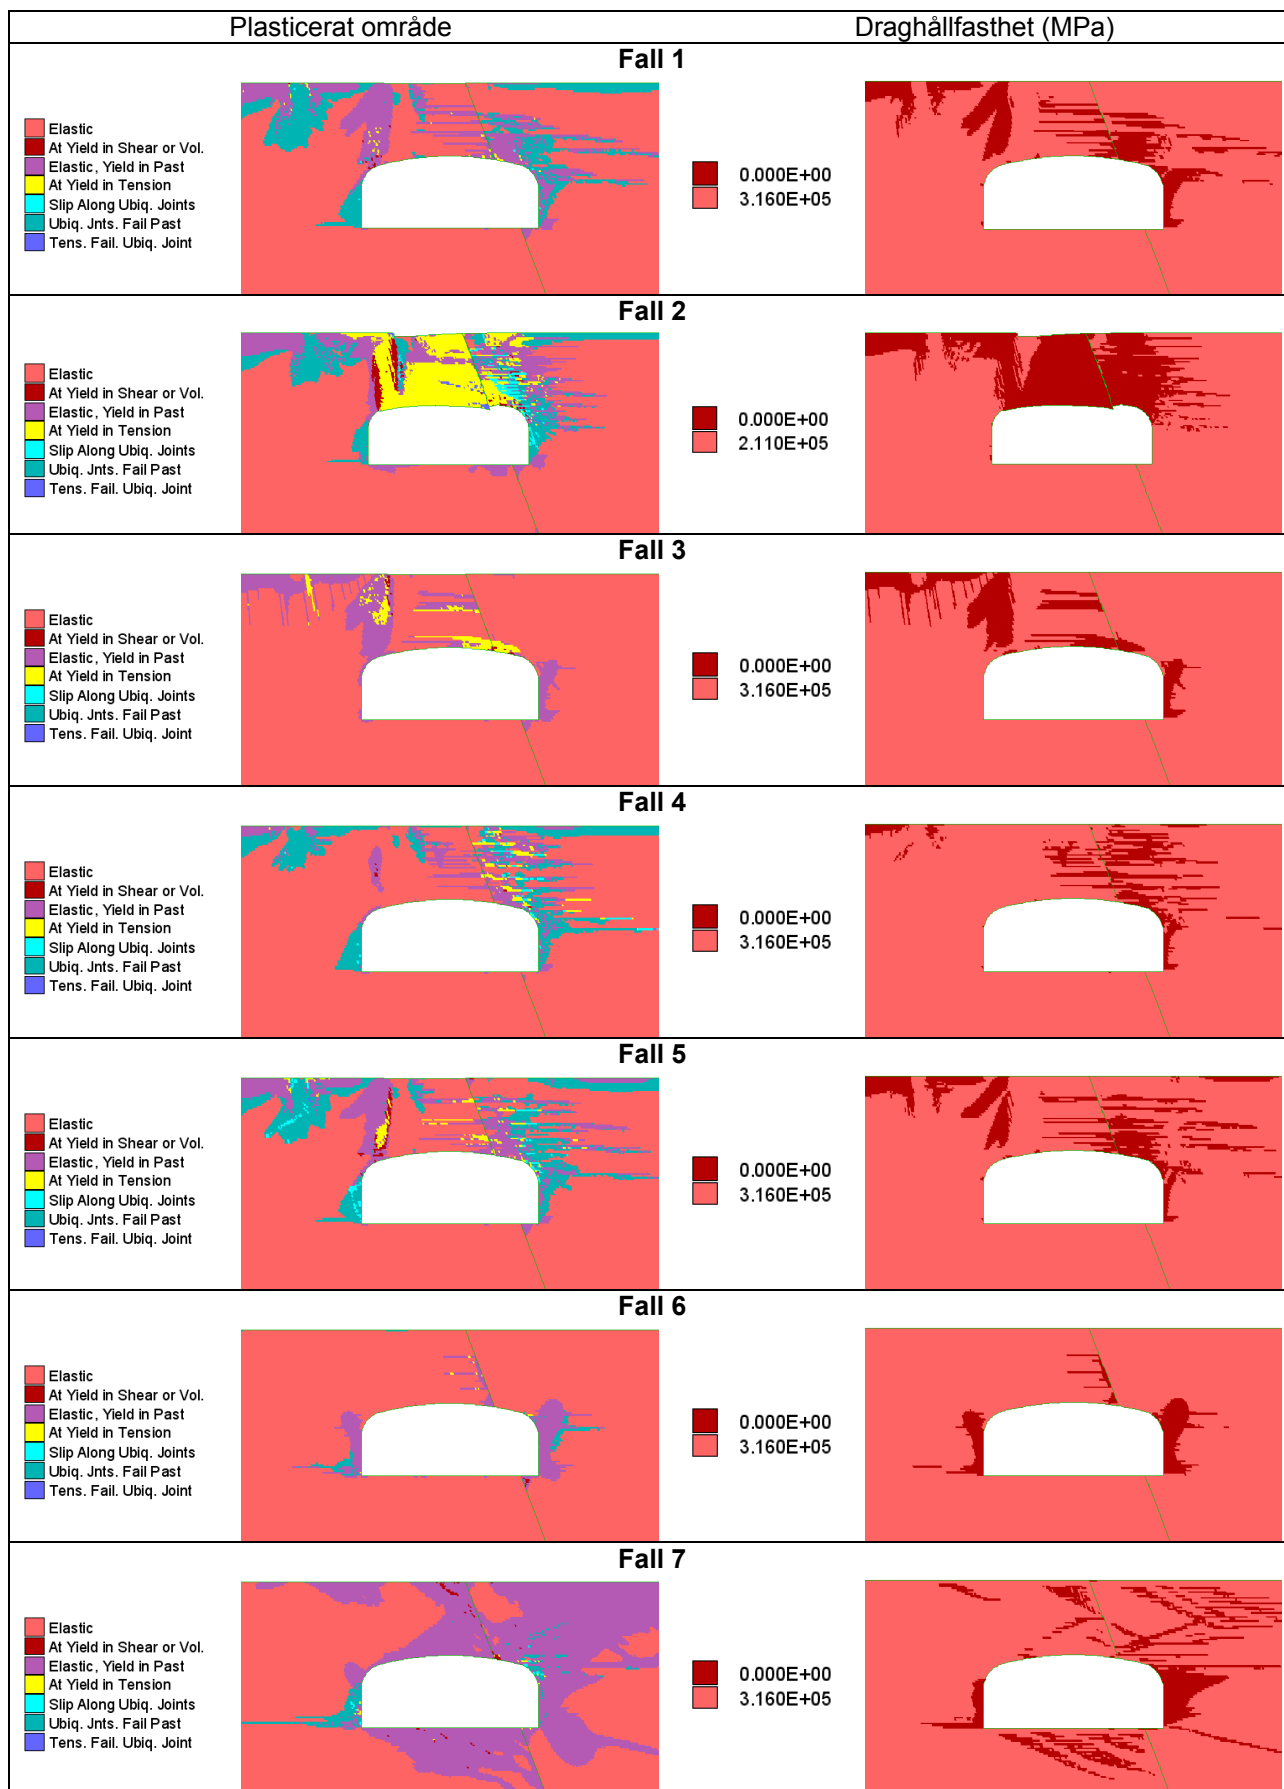 Plasticerat område
Draghållfasthet (MPa)
Fall 1
Elastic
At Yield in Shear or Vol.
Elastic, Yield in Past
At Yield in Tension
Slip Along Ubiq. Joints
Ubiq. Jnts. Fail Past
Tens. Fail. Ubiq. Joint
0.000E+00
3.160E+05
Fall 2
Elastic
At Yield in Shear or Vol.
Elastic, Yield in Past
At Yield in Tension
Slip Along Ubiq. Joints
Ubiq. Jnts. Fail Past
Tens. Fail. Ubiq. Joint
0.000E+00
2.110E+05
Fall 3
Elastic
At Yield in Shear or Vol.
Elastic, Yield in Past
At Yield in Tension
Slip Along Ubiq. Joints
Ubiq. Jnts. Fail Past
Tens. Fail. Ubiq. Joint
0.000E+00
3.160E+05
Fall 4
Elastic
At Yield in Shear or Vol.
Elastic, Yield in Past
At Yield in Tension
Slip Along Ubiq. Joints
Ubiq. Jnts. Fail Past
Tens. Fail. Ubiq. Joint
0.000E+00
3.160E+05
Fall 5
Elastic
At Yield in Shear or Vol.
Elastic, Yield in Past
At Yield in Tension
Slip Along Ubiq. Joints
Ubiq. Jnts. Fail Past
Tens. Fail. Ubiq. Joint
0.000E+00
3.160E+05
Fall 6
Elastic
At Yield in Shear or Vol.
Elastic, Yield in Past
At Yield in Tension
Slip Along Ubiq. Joints
Ubiq. Jnts. Fail Past
Tens. Fail. Ubiq. Joint
0.000E+00
3.160E+05
Fall 7
Elastic
At Yield in Shear or Vol.
Elastic, Yield in Past
At Yield in Tension
Slip Along Ubiq. Joints
Ubiq. Jnts. Fail Past
Tens. Fail. Ubiq. Joint
0.000E+00
3.160E+05